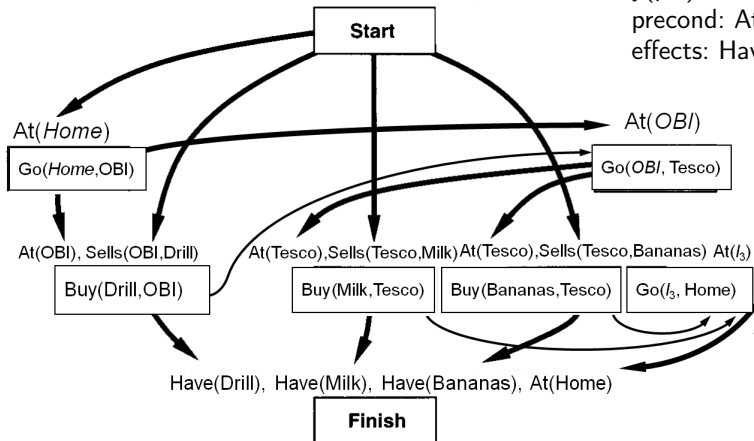 Start
precond: At
effects: Hav
At(Home)
At(OBI)
Go(Home,OBI)
Go(OBI, Tesco)
At(OBI), Sells(OBI,Drill)
At(Tesco),Sells(Tesco,Milk)
At(Tesco),Sells(Tesco,Bananas)
At(l₃)
Buy(Drill,OBI)
Buy(Milk,Tesco)
Buy(Bananas,Tesco)
Go(l₃, Home)
Have(Drill), Have(Milk), Have(Bananas), At(Home)
Finish